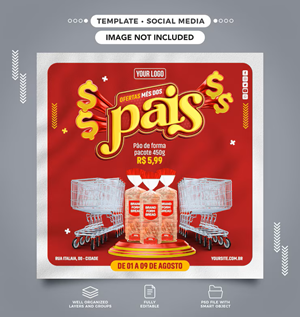 TEMPLATE • SOCIAL MEDIA
IMAGE NOT INCLUDED
YOUR LOGO
OFERTAS MÊS DOS
pais
Pão de forma
pacote 450g
R$ 5,99
RUA ITALIAN, 00 - CIDADE
YOURSITE.COM.BR
DE 01 A 09 DE AGOSTO
WELL ORGANIZED
LAYERS AND GROUPS
FULLY
EDITABLE
PSD FILE WITH
SMART OBJECT